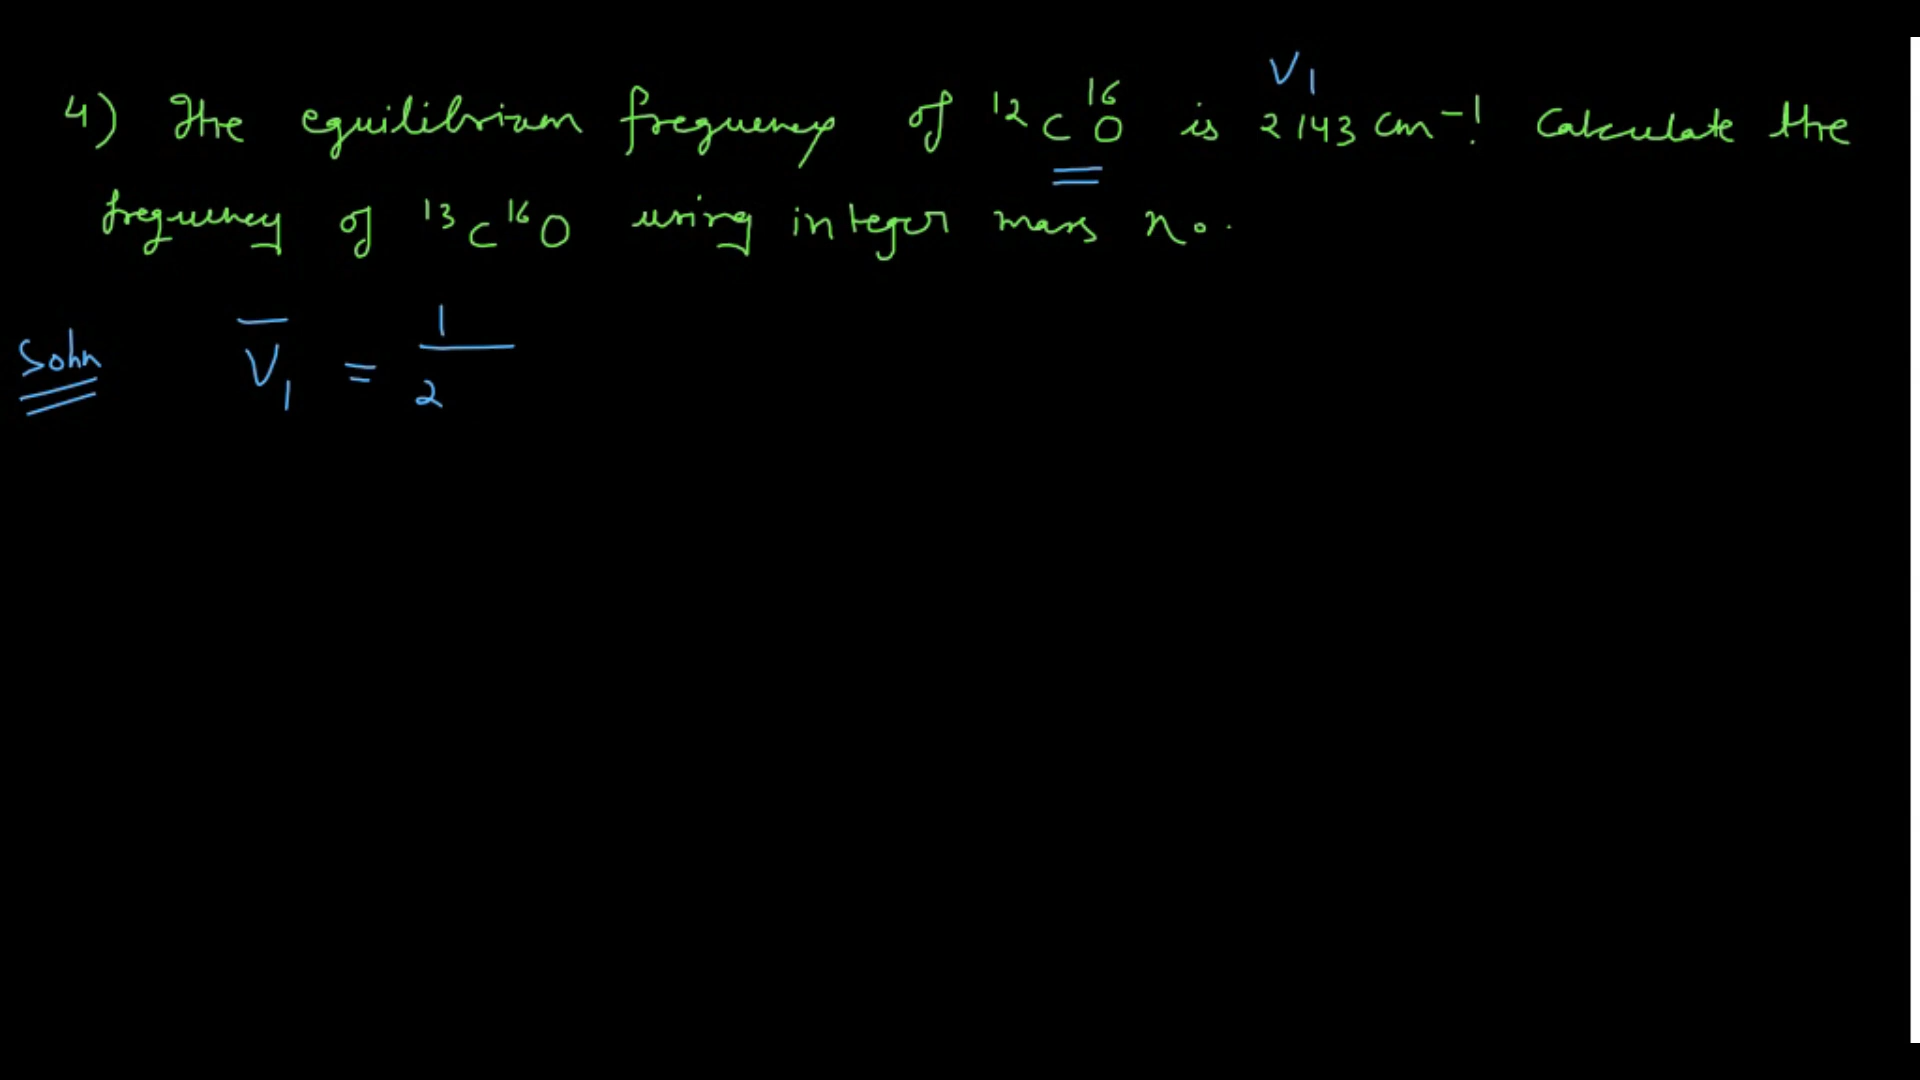 V₁
4) The equilibrium frequency of ¹²C¹⁶O is 2143 cm⁻¹. Calculate the
frequency of ¹³C¹⁶O using integer mass no.
Soln V̅₁ = 1/2